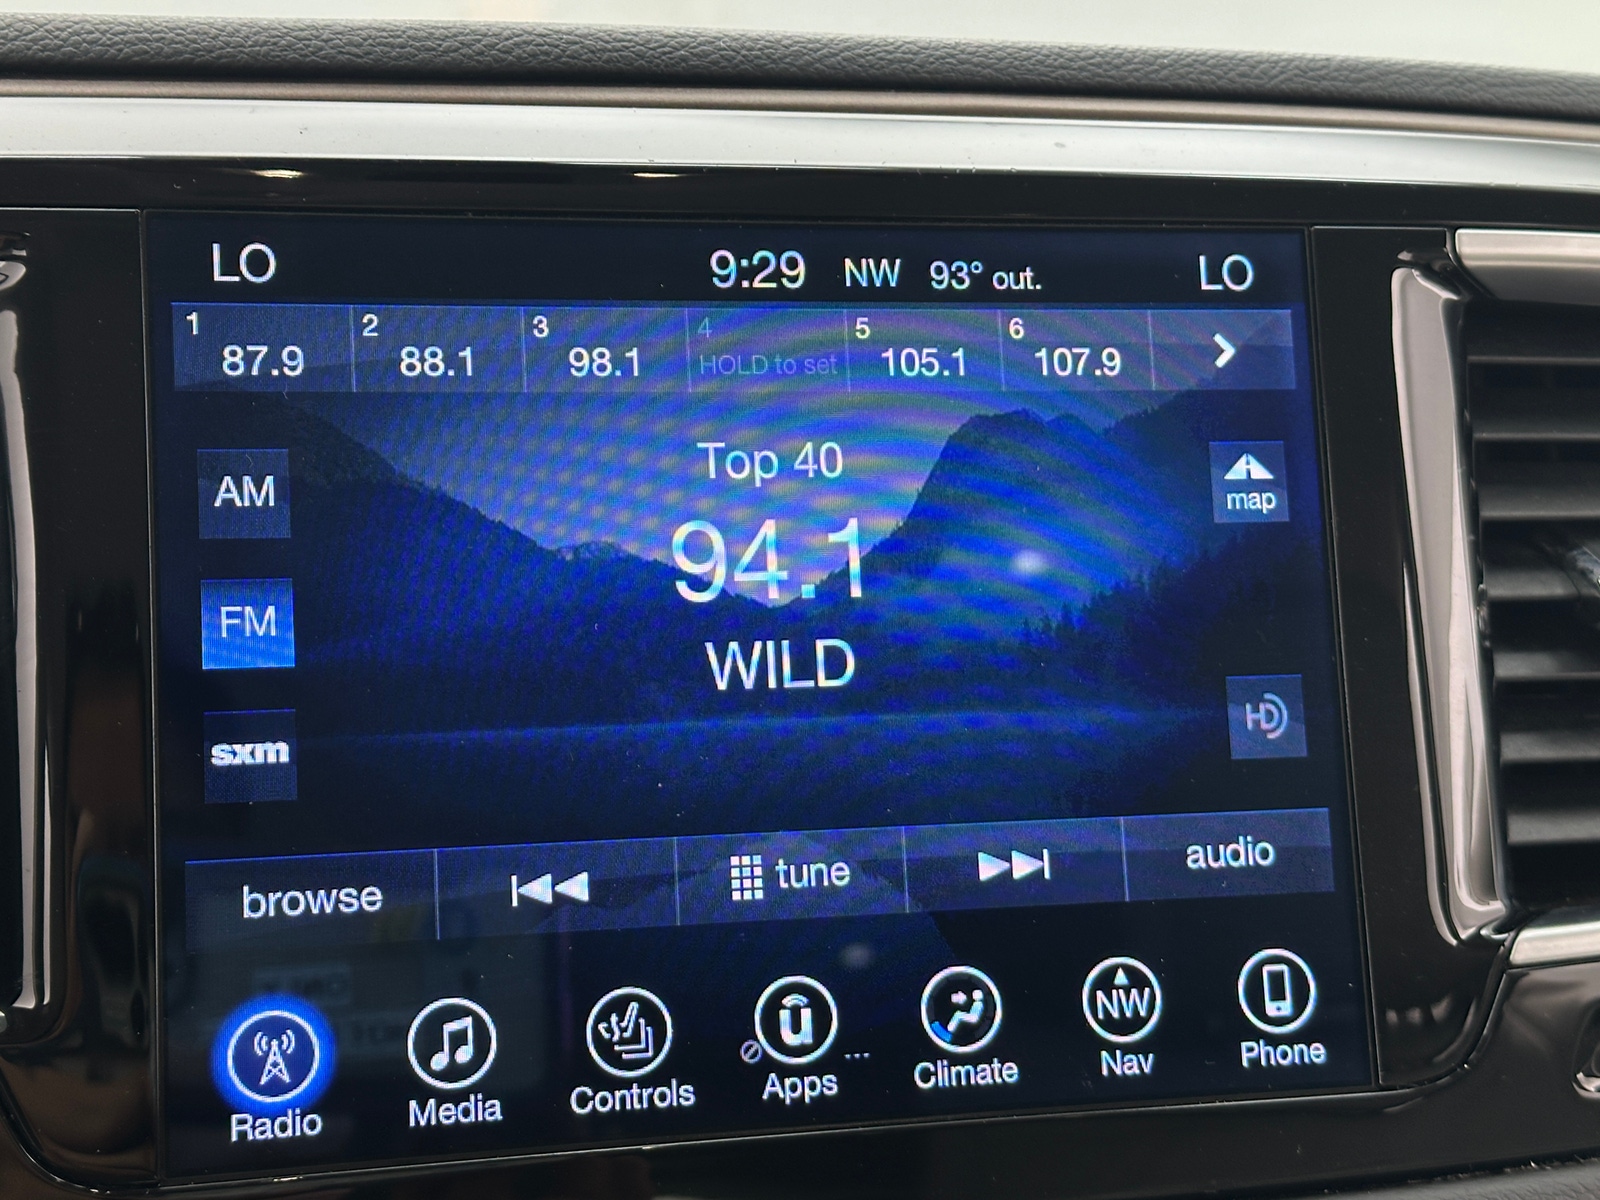 LO 9:29 NW 93° out. LO
1 87.9 2 88.1 3 98.1 4 HOLD to set 5 105.1 6 107.9
Top 40
AM
map
94.1
FM
WILD
HD
sxm
browse tune audio
NW
Radio Media Controls Apps Climate Nav Phone